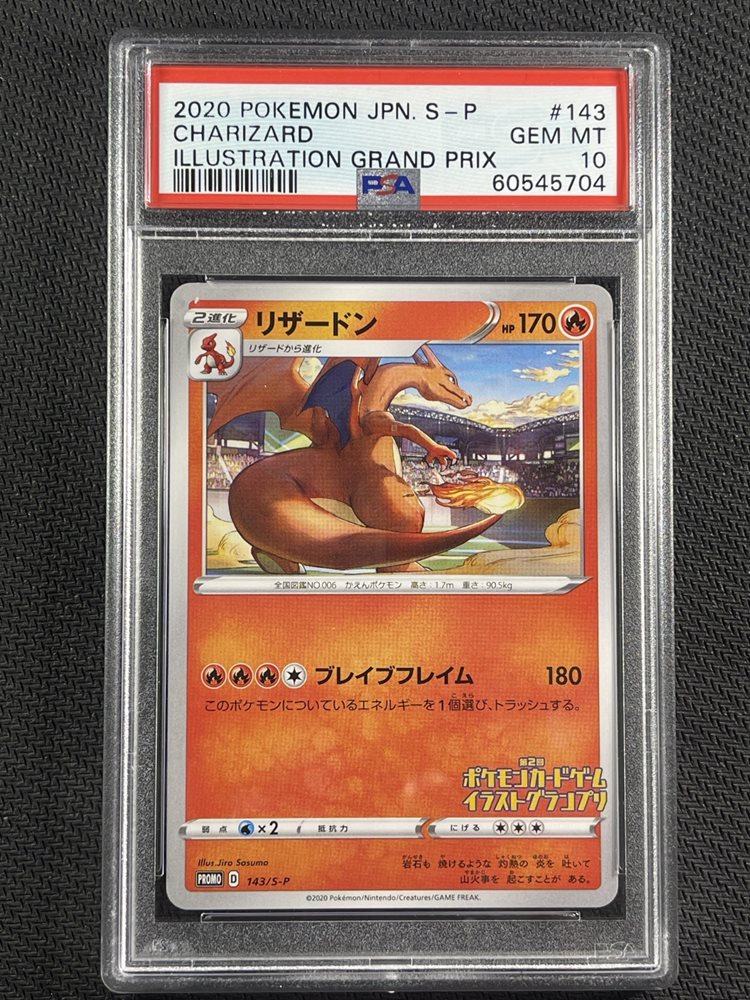 2020 POKEMON JPN. S-P #143
CHARIZARD GEM MT
ILLUSTRATION GRAND PRIX 10
PSA 60545704
2進化 リザードン HP 170
リザードから進化
全国図鑑NO.006 かえんポケモン 高さ:1.7m 重さ:90.5kg
ブレイブフレイム 180
このポケモンについているエネルギーを1個選び、トラッシュする。
第2回
ポケモンカードゲーム
イラストグランプリ
弱点 ×2 抵抗力 にげる
Illus.Jiro Sasumo
岩石も 焼けるような 灼熱の 炎を 吐いて
山火事を 起こすことが ある。
PROMO D 143/S-P
©2020 Pokémon/Nintendo/Creatures/GAME FREAK.